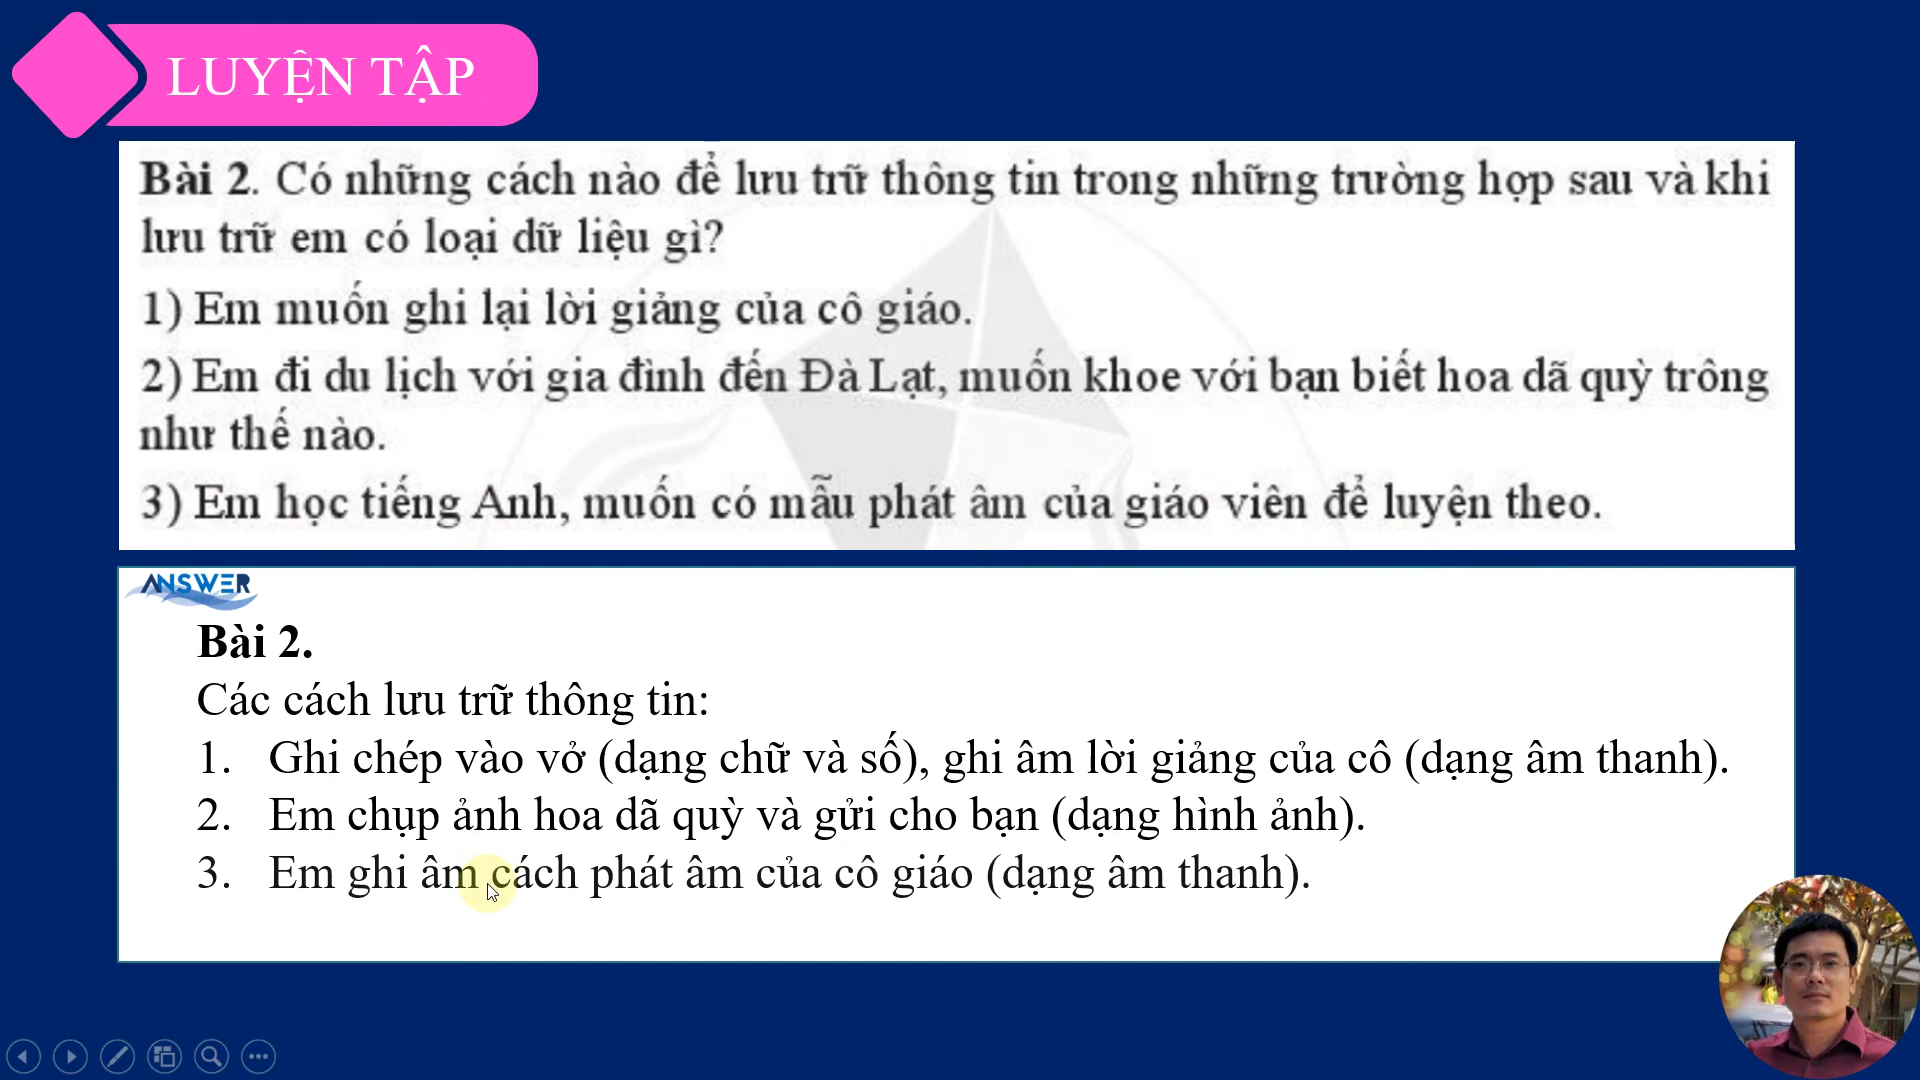 LUYỆN TẬP
Bài 2. Có những cách nào để lưu trữ thông tin trong những trường hợp sau và khi
lưu trữ em có loại dữ liệu gì?
1) Em muốn ghi lại lời giảng của cô giáo.
2) Em đi du lịch với gia đình đến Đà Lạt, muốn khoe với bạn biết hoa dã quỳ trông
như thế nào.
3) Em học tiếng Anh, muốn có mẫu phát âm của giáo viên để luyện theo.
ANSWER
Bài 2.
Các cách lưu trữ thông tin:
1. Ghi chép vào vở (dạng chữ và số), ghi âm lời giảng của cô (dạng âm thanh).
2. Em chụp ảnh hoa dã quỳ và gửi cho bạn (dạng hình ảnh).
3. Em ghi âm cách phát âm của cô giáo (dạng âm thanh).